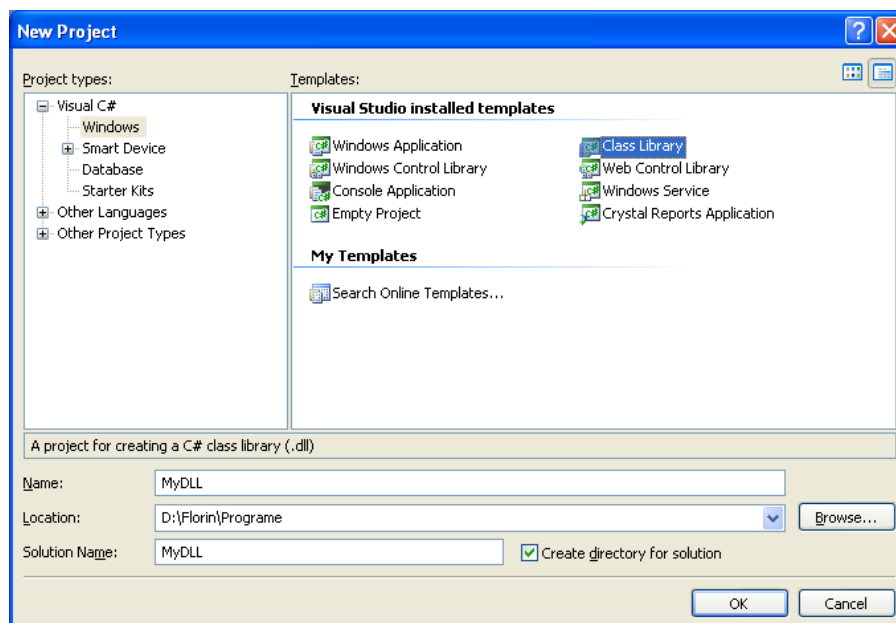 New Project
Project types:
Templates:
Visual C#
Windows
Smart Device
Database
Starter Kits
Other Languages
Other Project Types
Visual Studio installed templates
Windows Application
Class Library
Windows Control Library
Web Control Library
Console Application
Windows Service
Empty Project
Crystal Reports Application
My Templates
Search Online Templates...
A project for creating a C# class library (.dll)
Name: MyDLL
Location: D:\Florin\Programe Browse...
Solution Name: MyDLL Create directory for solution
OK Cancel